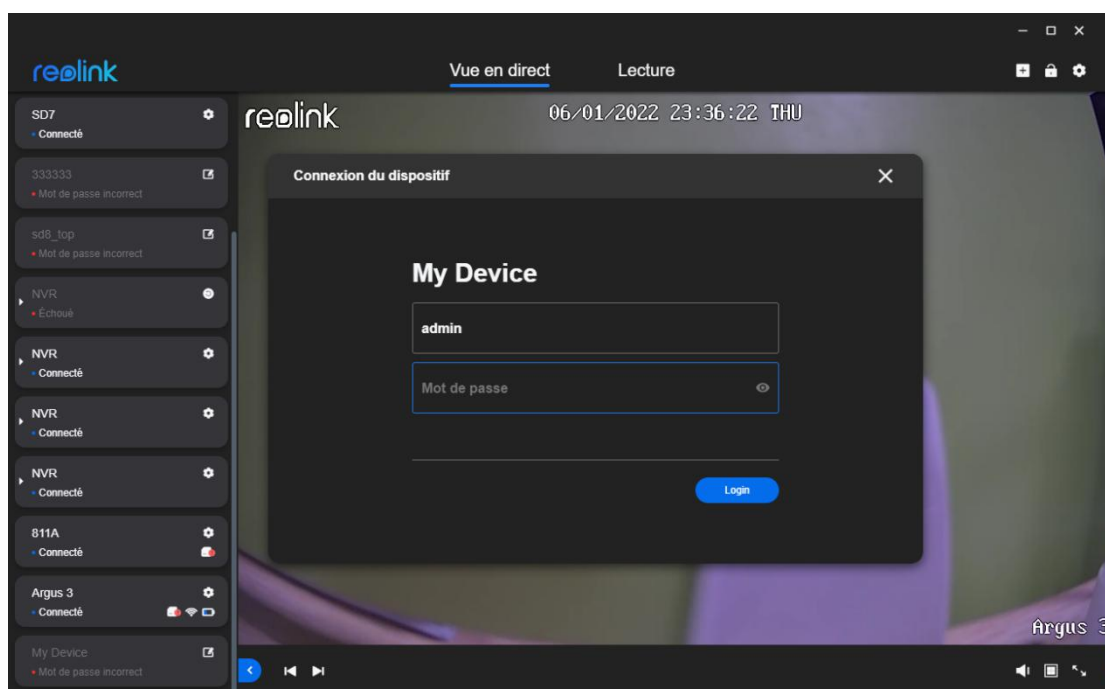 reolink
Vue en direct
Lecture
SD7
Connecté
333333
Mot de passe incorrect
sd8_top
Mot de passe incorrect
NVR
Échoué
NVR
Connecté
NVR
Connecté
NVR
Connecté
811A
Connecté
Argus 3
Connecté
My Device
Mot de passe incorrect
reolink
06/01/2022 23:36:22 THU
Connexion du dispositif
My Device
admin
Mot de passe
Login
Argus 3